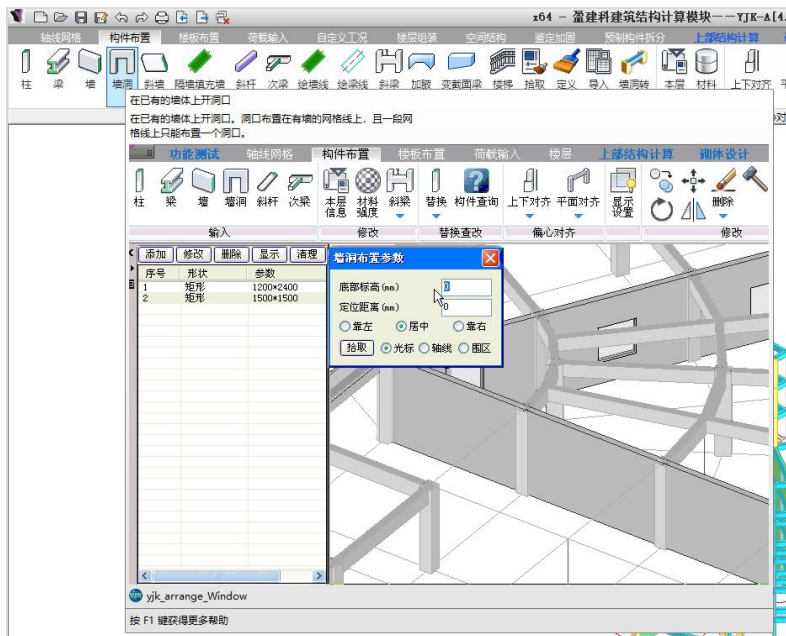 x64 - 盈建科建筑结构计算模块--YJK-A[4.
轴线网格 构件布置 楼板布置 荷载输入 自定义工况 楼层组装 空间结构 鉴定加固 预制构件拆分 上部结构计算
柱 梁 墙 墙洞 斜墙 隔墙填充墙 斜杆 次梁 绘墙线 绘梁线 斜梁 加腋 变截面梁 楼梯 拾取 定义 导入 墙洞转 本层 材料 上下对齐 平
在已有的墙体上开洞口
在已有的墙体上开洞口。洞口布置在有墙的网格线上，且一段网
格线上只能布置一个洞口。
功能测试 轴线网格 构件布置 楼板布置 荷载输入 楼层 上部结构计算 砌体设计
柱 梁 墙 墙洞 斜杆 次梁 本层信息 材料强度 斜梁 替换 构件查询 上下对齐 平面对齐 显示设置 删除
输入 修改 替换查改 偏心对齐 修改
添加 修改 删除 显示 清理
序号 形状 参数
1 矩形 1200*2400
2 矩形 1500*1500
墙洞布置参数
底部标高(mm) 0
定位距离(mm) 0
靠左 居中 靠右
拾取 光标 轴线 围区
yjk_arrange_Window
按 F1 键获得更多帮助